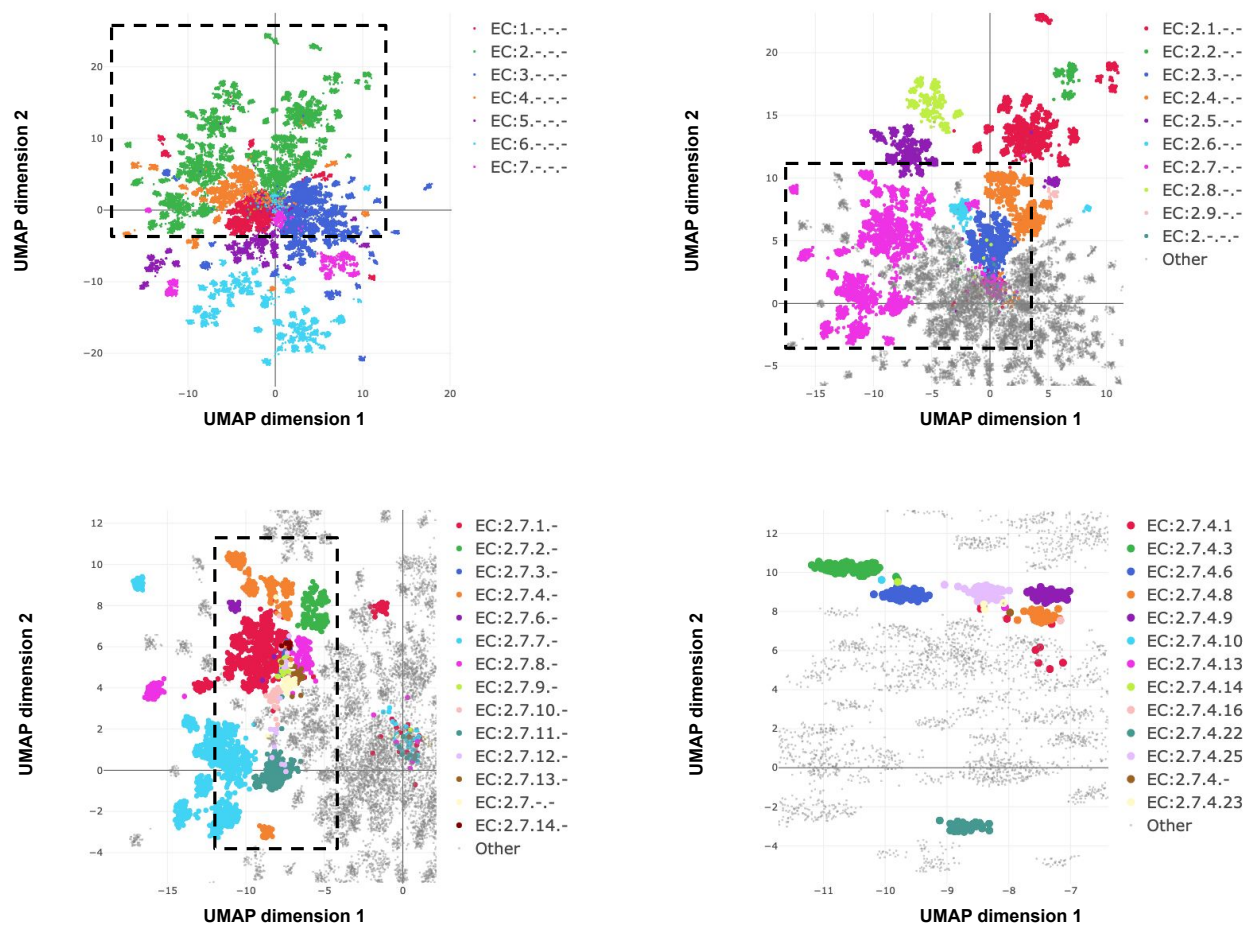 UMAP dimension 2
20
10
0
−10
−20
−10
0
10
20
UMAP dimension 1
EC:1.-.-.-
EC:2.-.-.-
EC:3.-.-.-
EC:4.-.-.-
EC:5.-.-.-
EC:6.-.-.-
EC:7.-.-.-
UMAP dimension 2
20
15
10
5
0
−5
−15
−10
−5
0
5
10
UMAP dimension 1
EC:2.1.-.-
EC:2.2.-.-
EC:2.3.-.-
EC:2.4.-.-
EC:2.5.-.-
EC:2.6.-.-
EC:2.7.-.-
EC:2.8.-.-
EC:2.9.-.-
EC:2.-.-.-
Other
UMAP dimension 2
12
10
8
6
4
2
0
−2
−4
−15
−10
−5
0
UMAP dimension 1
EC:2.7.1.-
EC:2.7.2.-
EC:2.7.3.-
EC:2.7.4.-
EC:2.7.6.-
EC:2.7.7.-
EC:2.7.8.-
EC:2.7.9.-
EC:2.7.10.-
EC:2.7.11.-
EC:2.7.12.-
EC:2.7.13.-
EC:2.7.-.-
EC:2.7.14.-
Other
UMAP dimension 2
12
10
8
6
4
2
0
−2
−4
−11
−10
−9
−8
−7
UMAP dimension 1
EC:2.7.4.1
EC:2.7.4.3
EC:2.7.4.6
EC:2.7.4.8
EC:2.7.4.9
EC:2.7.4.10
EC:2.7.4.13
EC:2.7.4.14
EC:2.7.4.16
EC:2.7.4.22
EC:2.7.4.25
EC:2.7.4.-
EC:2.7.4.23
Other